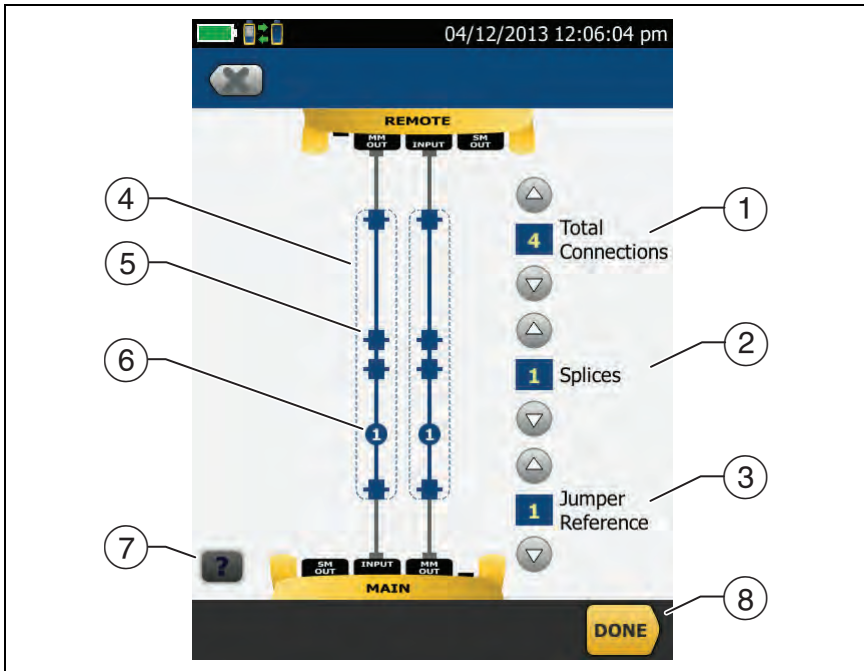 04/12/2013 12:06:04 pm
REMOTE
MM OUT INPUT SM OUT
4 Total Connections
1
4
5
6
1 Splices
2
1 1
1 Jumper Reference
3
7
?
SM OUT INPUT MM OUT
MAIN
DONE
8